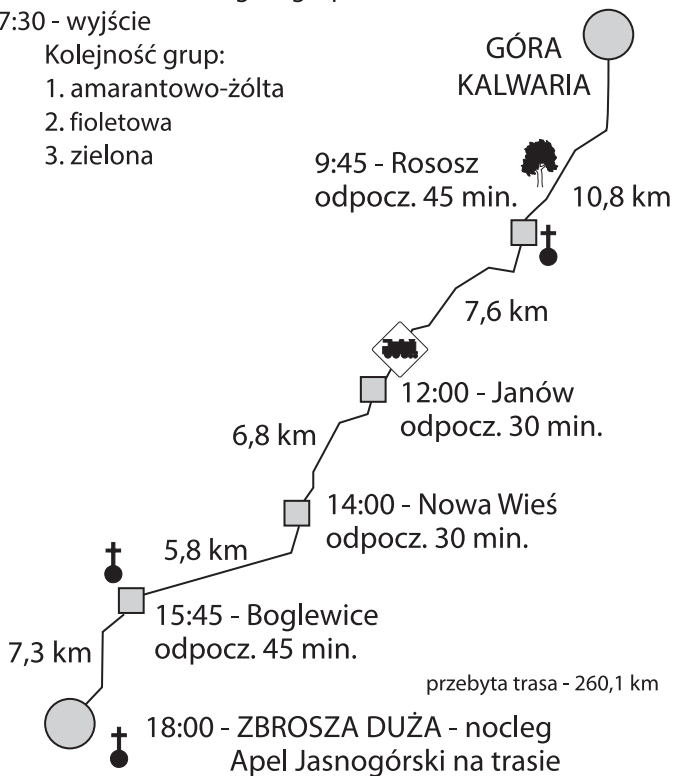 7:30 - wyjście
Kolejność grup:
1. amarantowo-żólta
2. fioletowa
3. zielona
GÓRA
KALWARIA
9:45 - Rososz
odpocz. 45 min.
10,8 km
7,6 km
12:00 - Janów
odpocz. 30 min.
6,8 km
14:00 - Nowa Wieś
odpocz. 30 min.
5,8 km
15:45 - Boglewice
odpocz. 45 min.
7,3 km
przebyta trasa - 260,1 km
18:00 - ZBROSZA DUŻA - nocleg
Apel Jasnogórski na trasie